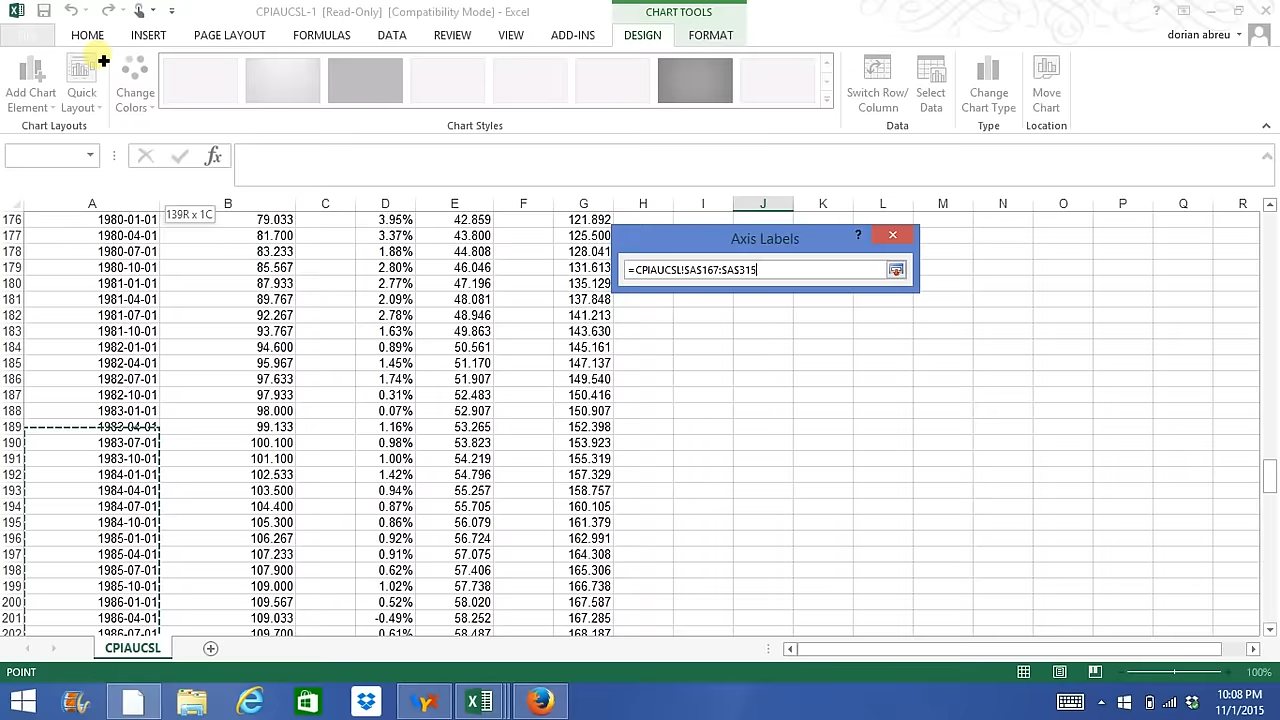 CPIAUCSL-1 [Read-Only] [Compatibility Mode] - Excel
CHART TOOLS
?
HOME INSERT PAGE LAYOUT FORMULAS DATA REVIEW VIEW ADD-INS DESIGN FORMAT
dorian abreu
Add Chart Element
Quick Layout
Change Colors
Switch Row/ Column
Select Data
Change Chart Type
Move Chart
Chart Layouts Chart Styles Data Type Location
fx
A B C D E F G H I J K L M N O P Q R
139R x 1C
176 1980-01-01 79.033 3.95% 42.859 121.892
177 1980-04-01 81.700 3.37% 43.800 125.500
178 1980-07-01 83.233 1.88% 44.808 128.041
179 1980-10-01 85.567 2.80% 46.046 131.613
180 1981-01-01 87.933 2.77% 47.196 135.129
181 1981-04-01 89.767 2.09% 48.081 137.848
182 1981-07-01 92.267 2.78% 48.946 141.213
183 1981-10-01 93.767 1.63% 49.863 143.630
184 1982-01-01 94.600 0.89% 50.561 145.161
185 1982-04-01 95.967 1.45% 51.170 147.137
186 1982-07-01 97.633 1.74% 51.907 149.540
187 1982-10-01 97.933 0.31% 52.483 150.416
188 1983-01-01 98.000 0.07% 52.907 150.907
189 1983-04-01 99.133 1.16% 53.265 152.398
190 1983-07-01 100.100 0.98% 53.823 153.923
191 1983-10-01 101.100 1.00% 54.219 155.319
192 1984-01-01 102.533 1.42% 54.796 157.329
193 1984-04-01 103.500 0.94% 55.257 158.757
194 1984-07-01 104.400 0.87% 55.705 160.105
195 1984-10-01 105.300 0.86% 56.079 161.379
196 1985-01-01 106.267 0.92% 56.724 162.991
197 1985-04-01 107.233 0.91% 57.075 164.308
198 1985-07-01 107.900 0.62% 57.406 165.306
199 1985-10-01 109.000 1.02% 57.738 166.738
200 1986-01-01 109.567 0.52% 58.020 167.587
201 1986-04-01 109.033 -0.49% 58.252 167.285
202 1986-07-01 109.700 0.61% 58.487 168.187
Axis Labels
?
=CPIAUCSL!$A$167:$A$315
CPIAUCSL
POINT
100%
10:08 PM
11/1/2015